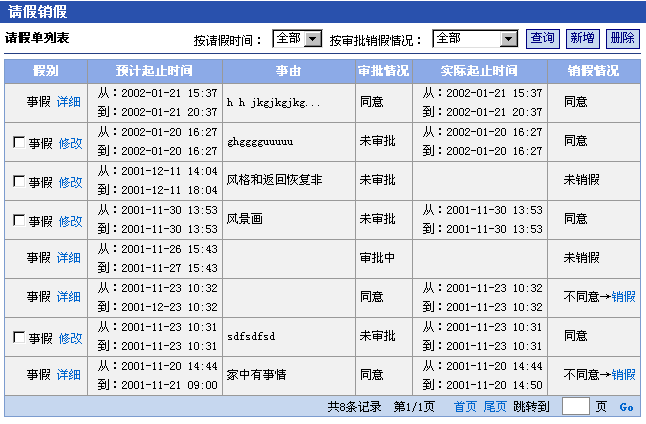 请假销假
请假单列表 按请假时间： 全部 按审批销假情况： 全部 查询 新增 删除
假别 预计起止时间 事由 审批情况 实际起止时间 销假情况
事假 详细 从：2002-01-21 15:37 到：2002-01-21 20:37 h h jkgjkgjkg... 同意 从：2002-01-21 15:37 到：2002-01-21 20:37 同意
事假 修改 从：2002-01-20 16:27 到：2002-01-20 16:27 ghgggguuuuu 未审批 从：2002-01-20 16:27 到：2002-01-20 16:27 同意
事假 修改 从：2001-12-11 14:04 到：2001-12-11 18:04 风格和返回恢复非 未审批 未销假
事假 修改 从：2001-11-30 13:53 到：2001-11-30 13:53 风景画 未审批 从：2001-11-30 13:53 到：2001-11-30 13:53 同意
事假 详细 从：2001-11-26 15:43 到：2001-11-27 15:43 审批中 未销假
事假 详细 从：2001-11-23 10:32 到：2001-12-23 10:32 同意 从：2001-11-23 10:32 到：2001-11-23 10:32 不同意→销假
事假 修改 从：2001-11-23 10:31 到：2001-11-23 10:31 sdfsdfsd 未审批 从：2001-11-23 10:31 到：2001-11-23 10:31 同意
事假 详细 从：2001-11-20 14:44 到：2001-11-21 09:00 家中有事情 同意 从：2001-11-20 14:44 到：2001-11-20 14:50 不同意→销假
共8条记录 第1/1页 首页 尾页 跳转到 页 Go